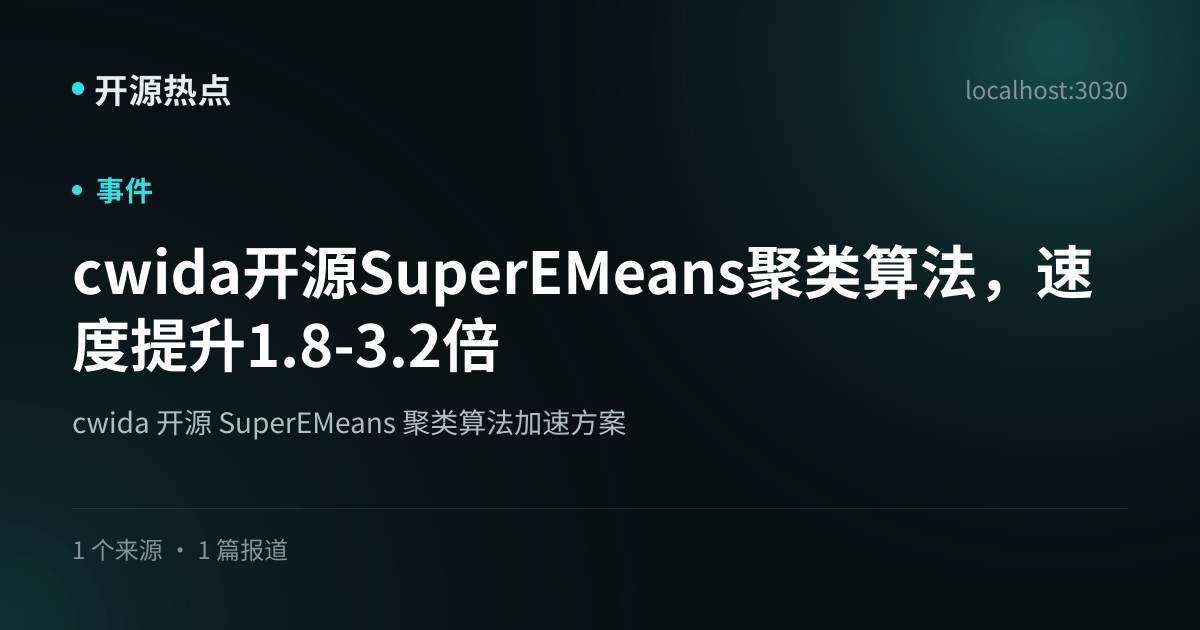 开源热点
localhost:3030
事件
cwida开源SuperEMeans聚类算法，速
度提升1.8-3.2倍
cwida 开源 SuperEMeans 聚类算法加速方案
1 个来源 · 1 篇报道